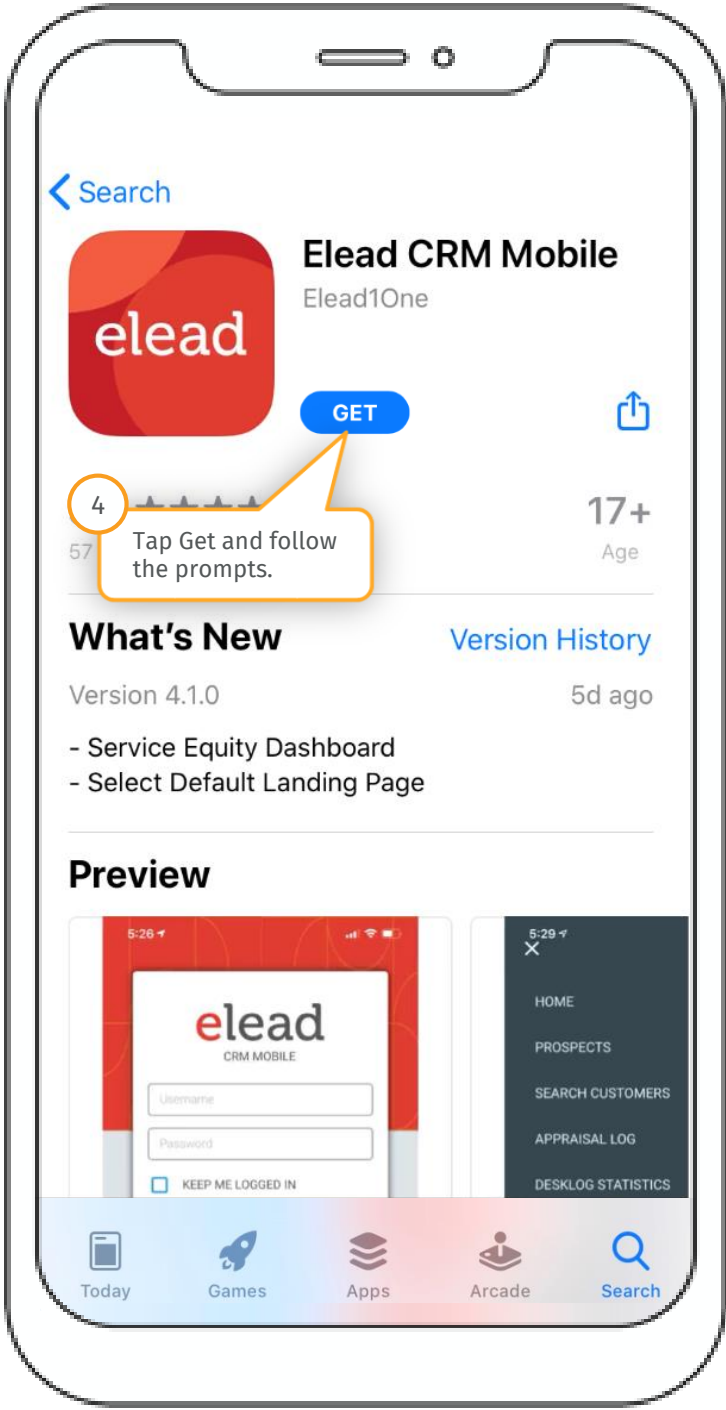 Search
elead
Elead CRM Mobile
Elead1One
GET
4
Tap Get and follow
the prompts.
57
17+
Age
What's New
Version History
Version 4.1.0
5d ago
- Service Equity Dashboard
- Select Default Landing Page
Preview
5:26
elead
CRM MOBILE
Username
Password
KEEP ME LOGGED IN
5:29
HOME
PROSPECTS
SEARCH CUSTOMERS
APPRAISAL LOG
DESKLOG STATISTICS
Today
Games
Apps
Arcade
Search